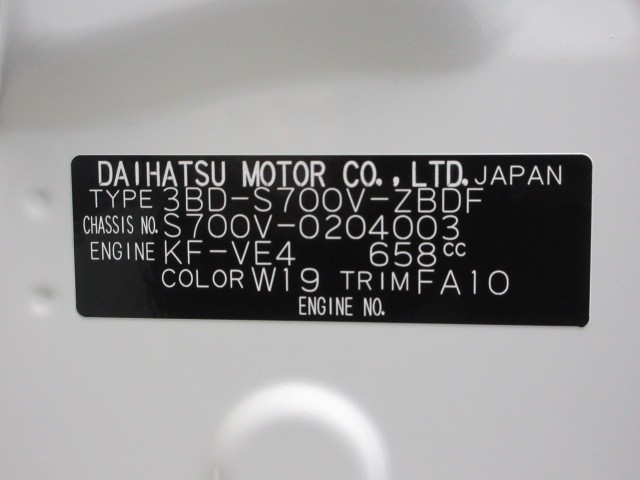 DAIHATSU MOTOR CO.,LTD. JAPAN
TYPE 3BD-S700V-ZBDF
CHASSIS NO. S700V-0204003
ENGINE KF-VE4 658cc
COLOR W19 TRIM FA10
ENGINE NO.